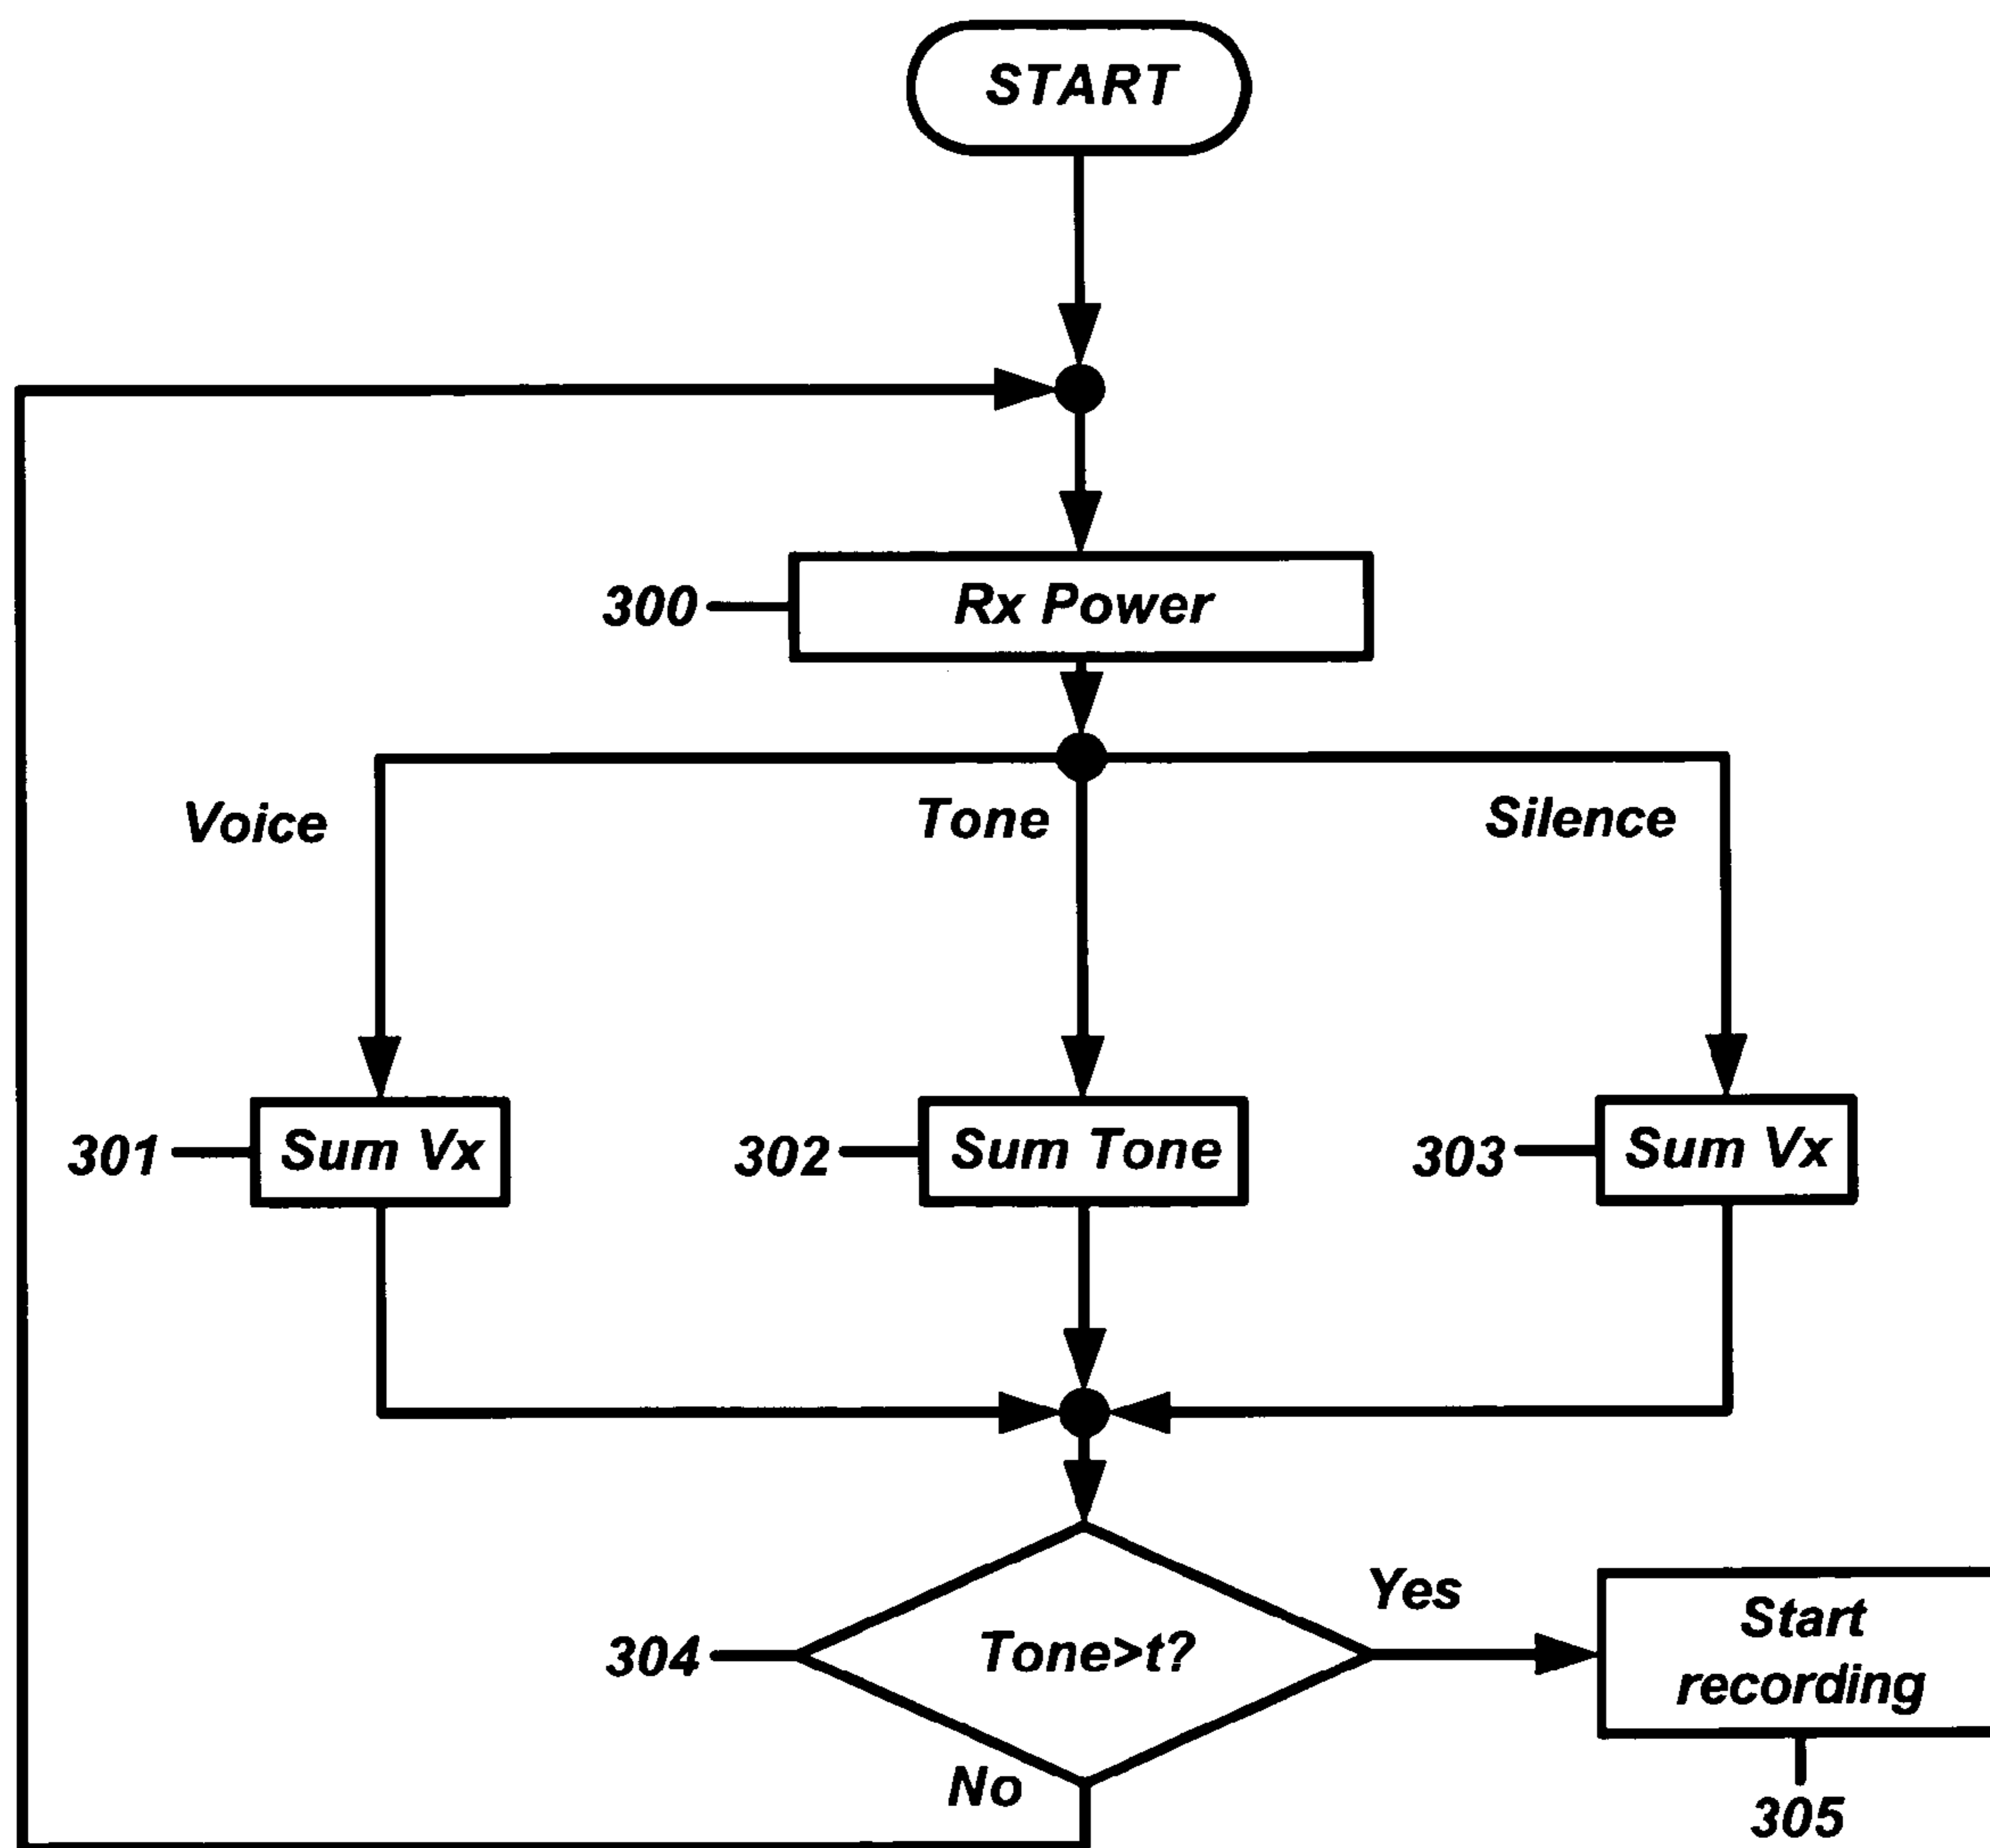 START
300
Rx Power
Voice
Tone
Silence
301
Sum Vx
302
Sum Tone
303
Sum Vx
304
Tone>t?
Yes
Start
recording
No
305